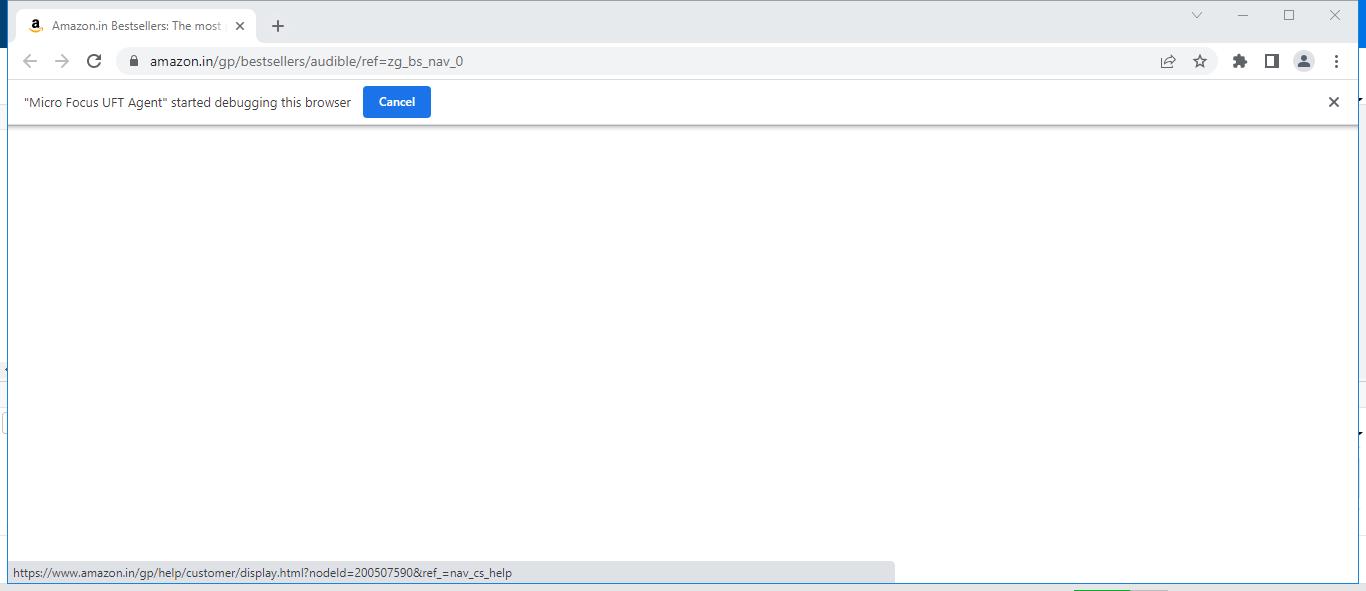 Amazon.in Bestsellers: The most
amazon.in/gp/bestsellers/audible/ref=zg_bs_nav_0
"Micro Focus UFT Agent" started debugging this browser
Cancel
https://www.amazon.in/gp/help/customer/display.html?nodeId=200507590&ref_=nav_cs_help